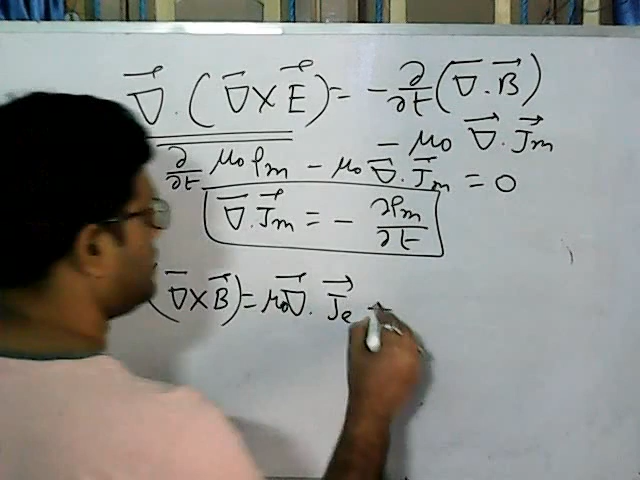 ∇⃗ . (∇⃗ × E⃗) = - ∂/∂t (∇⃗ . B⃗)
- μ₀ ∇⃗ . J⃗ₘ
∂/∂t μ₀ ρₘ - μ₀ ∇⃗ . J⃗ₘ = 0
∇⃗ . J⃗ₘ = - ∂ρₘ/∂t
(∇⃗ × B⃗) = μ₀ ∇⃗ . J⃗ₑ